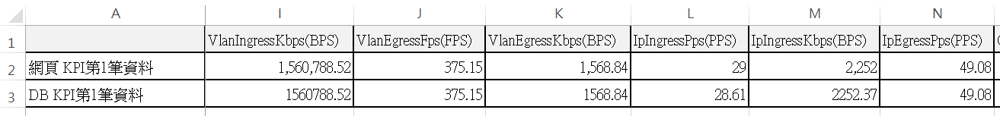 A I J K L M N
1 VlanIngressKbps(BPS) VlanEgressFps(FPS) VlanEgressKbps(BPS) IpIngressPps(PPS) IpIngressKbps(BPS) IpEgressPps(PPS)
2 網頁 KPI第1筆資料 1,560,788.52 375.15 1,568.84 29 2,252 49.08
3 DB KPI第1筆資料 1560788.52 375.15 1568.84 28.61 2252.37 49.08